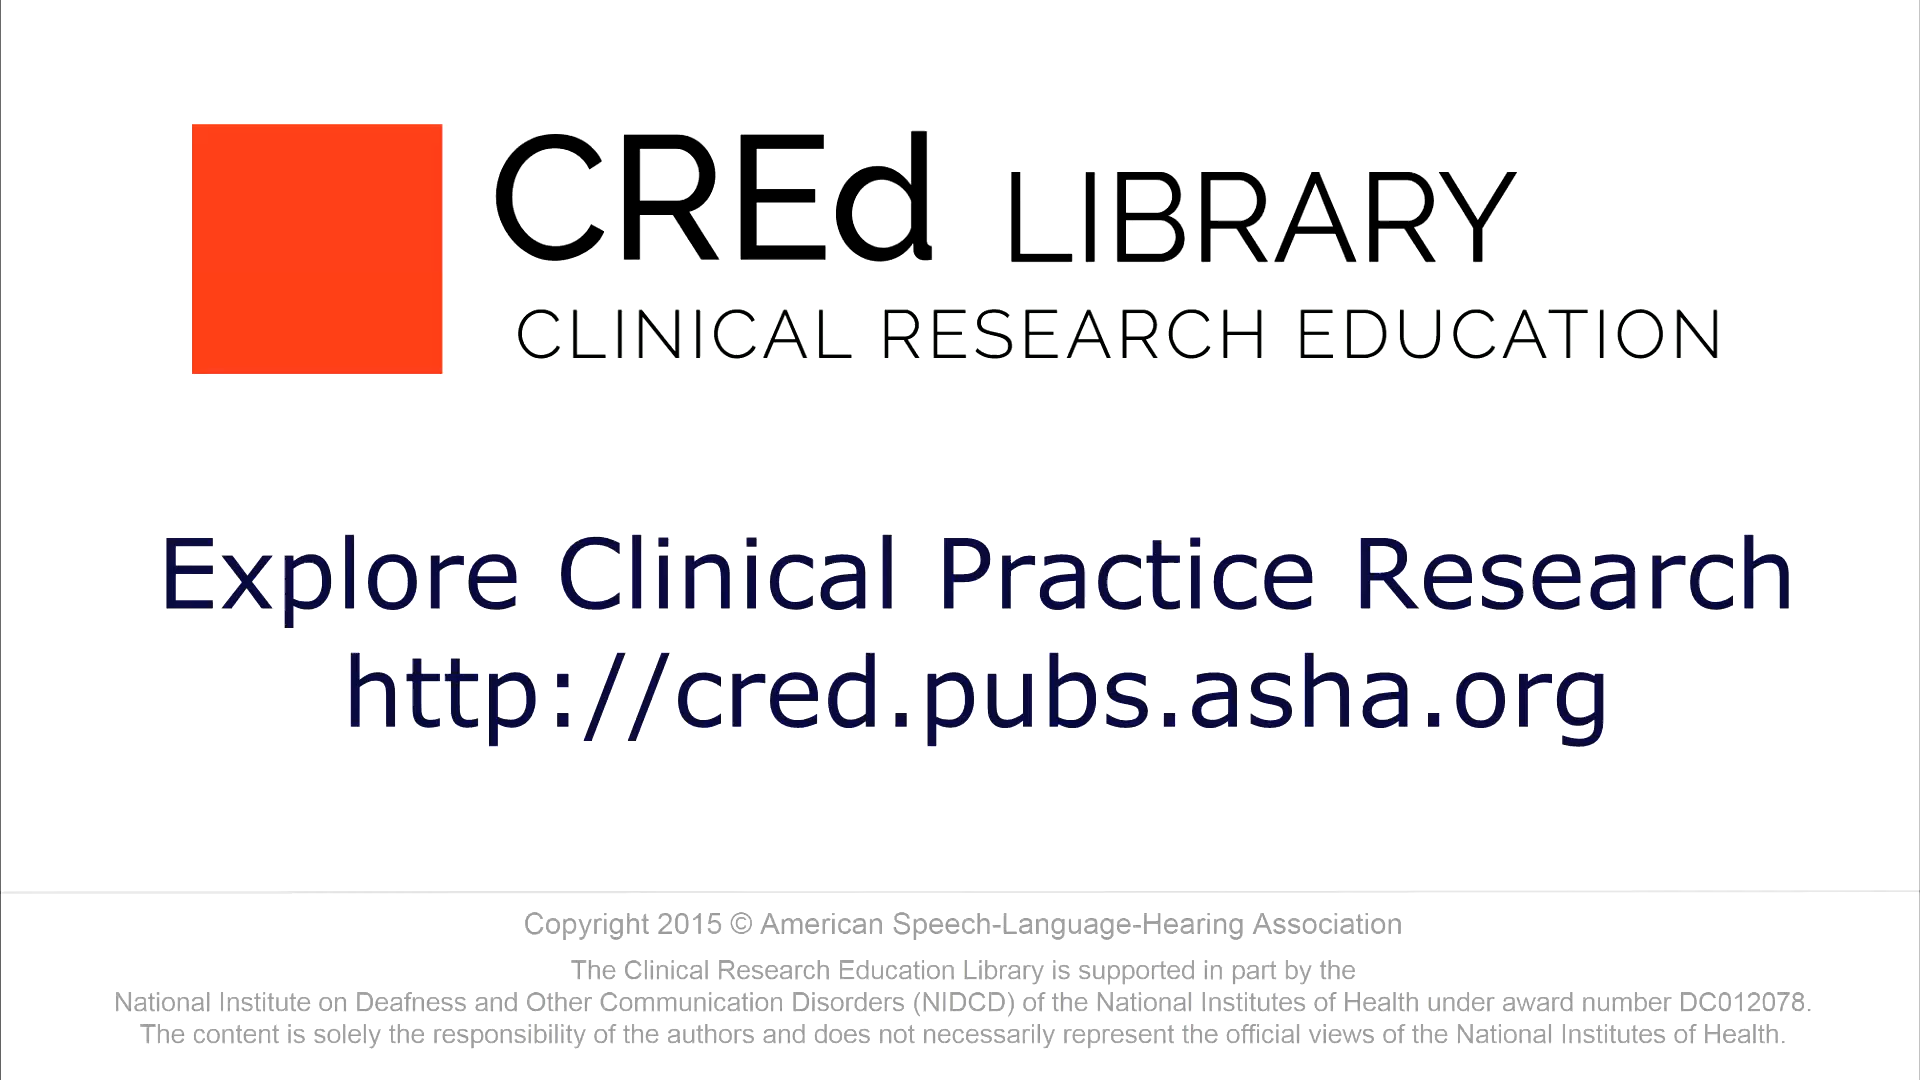 CREd LIBRARY
CLINICAL RESEARCH EDUCATION
Explore Clinical Practice Research
http://cred.pubs.asha.org
Copyright 2015 © American Speech-Language-Hearing Association
The Clinical Research Education Library is supported in part by the
National Institute on Deafness and Other Communication Disorders (NIDCD) of the National Institutes of Health under award number DC012078.
The content is solely the responsibility of the authors and does not necessarily represent the official views of the National Institutes of Health.